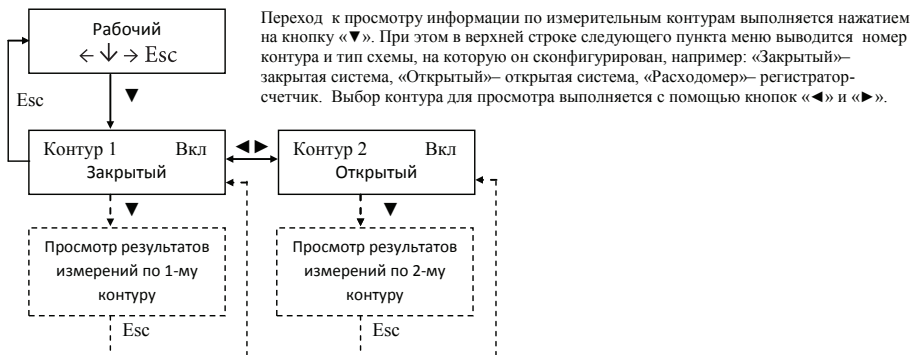 Переход к просмотру информации по измерительным контурам выполняется нажатием
на кнопку «▼». При этом в верхней строке следующего пункта меню выводится номер
контура и тип схемы, на которую он сконфигурирован, например: «Закрытый»–
закрытая система, «Открытый»– открытая система, «Расходомер»– регистратор-
счетчик. Выбор контура для просмотра выполняется с помощью кнопок «◄» и «►».
Рабочий
← ↓ → Esc
Esc
▼
Контур 1 Вкл
Закрытый
◄►
Контур 2 Вкл
Открытый
▼
▼
Просмотр результатов
измерений по 1-му
контуру
Просмотр результатов
измерений по 2-му
контуру
Esc
Esc